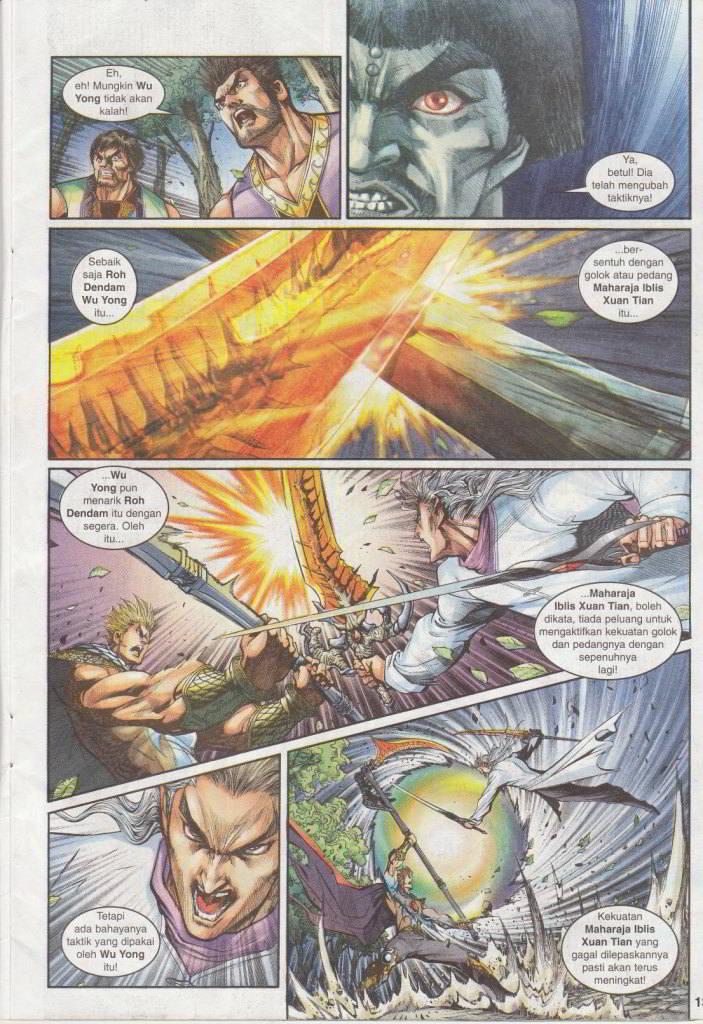 Eh,
eh! Mungkin Wu
Yong tidak akan
kalah!
Ya,
betul! Dia
telah mengubah
taktiknya!
Sebaik
saja Roh
Dendam
Wu Yong
itu...
...ber-
sentuh dengan
golok atau pedang
Maharaja Iblis
Xuan Tian
itu...
...Wu
Yong pun
menarik Roh
Dendam itu dengan
segera. Oleh
itu...
...Maharaja
Iblis Xuan Tian, boleh
dikata, tiada peluang untuk
mengaktifkan kekuatan golok
dan pedangnya dengan
sepenuhnya
lagi!
Tetapi
ada bahayanya
taktik yang dipakai
oleh Wu Yong
itu!
Kekuatan
Maharaja Iblis
Xuan Tian yang
gagal dilepaskannya
pasti akan terus
meningkat!